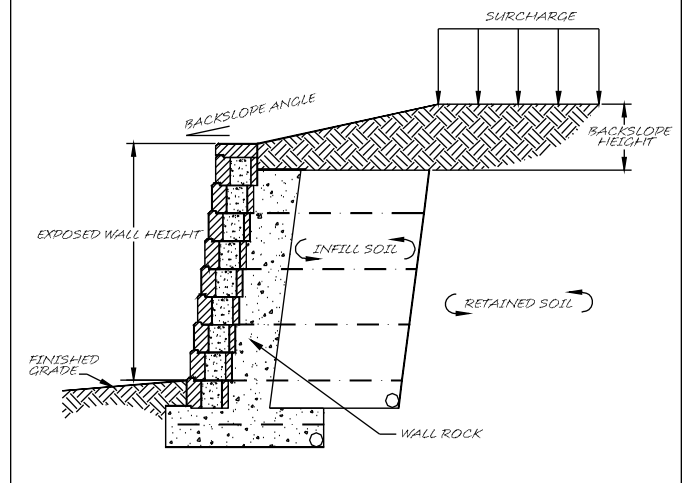 SURCHARGE
BACKSLOPE ANGLE
BACKSLOPE
HEIGHT
EXPOSED WALL HEIGHT
INFILL SOIL
RETAINED SOIL
FINISHED
GRADE
WALL ROCK